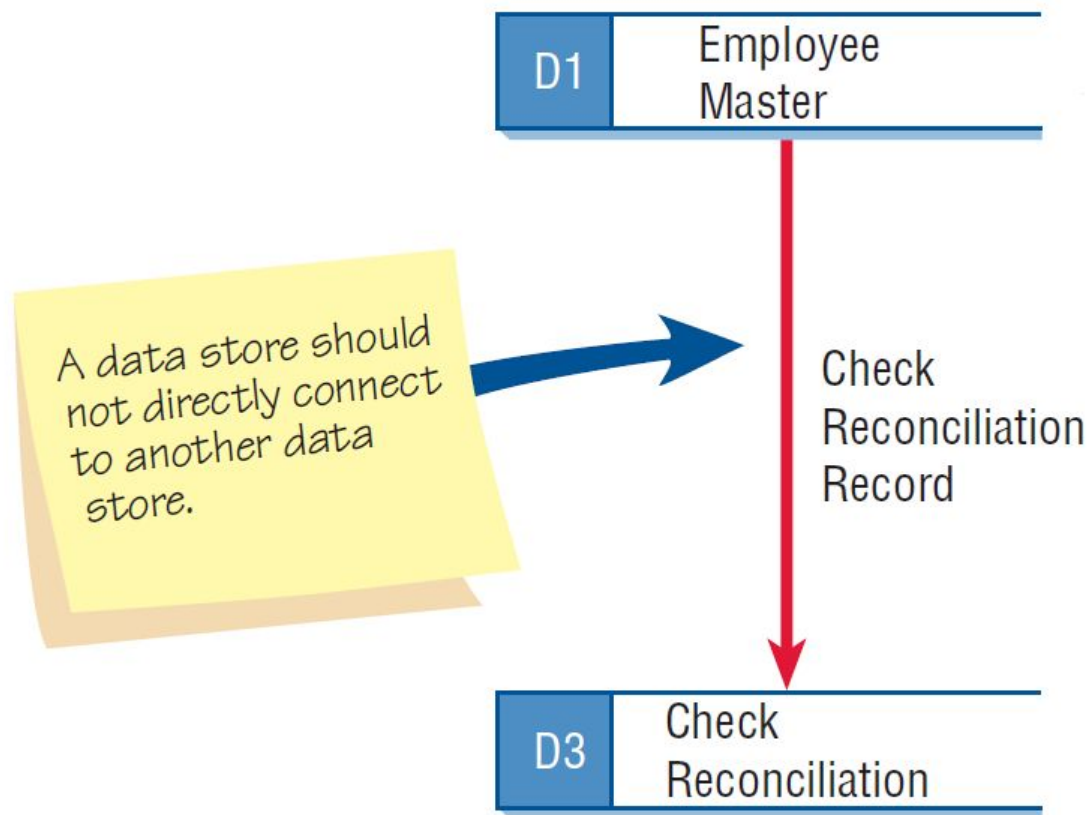 D1
Employee
Master
A data store should
not directly connect
to another data
store.
Check
Reconciliation
Record
D3
Check
Reconciliation